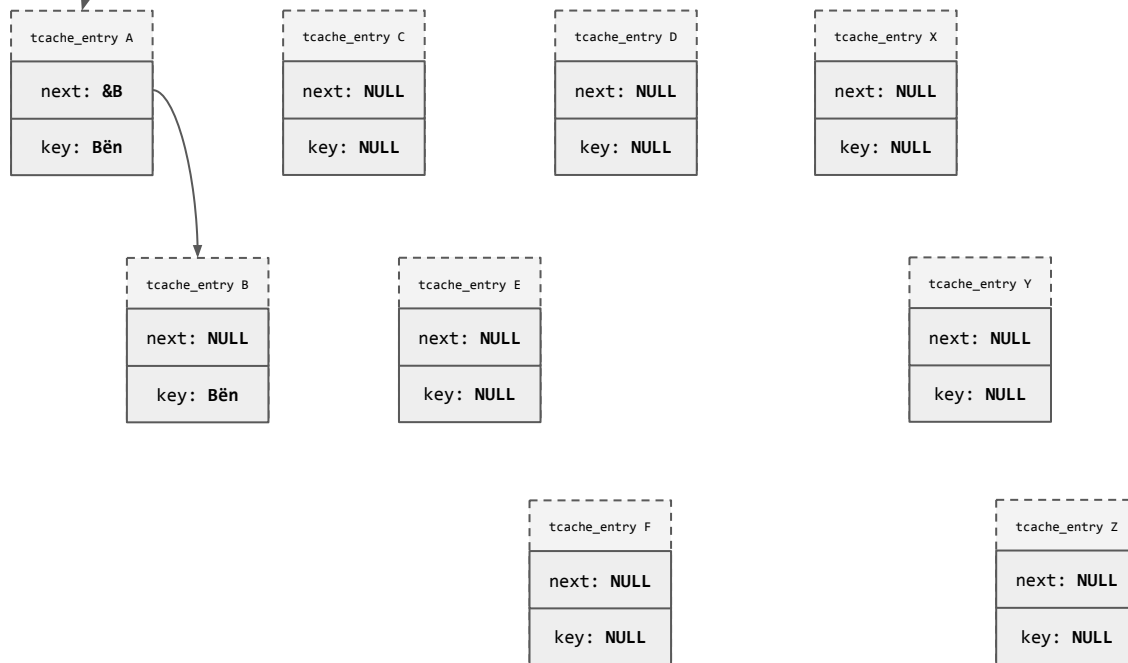 tcache_entry A
next: &B
key: Bën
tcache_entry C
next: NULL
key: NULL
tcache_entry D
next: NULL
key: NULL
tcache_entry X
next: NULL
key: NULL
tcache_entry B
next: NULL
key: Bën
tcache_entry E
next: NULL
key: NULL
tcache_entry Y
next: NULL
key: NULL
tcache_entry F
next: NULL
key: NULL
tcache_entry Z
next: NULL
key: NULL